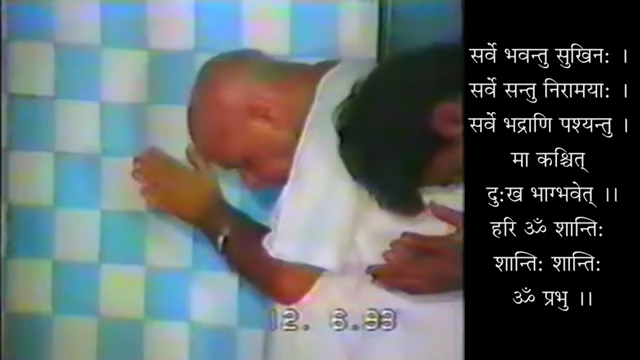 सर्वे भवन्तु सुखिनः ।
सर्वे सन्तु निरामयाः ।
सर्वे भद्राणि पश्यन्तु ।
मा कश्चित्
दुःख भाग्भवेत् ।।
हरि ॐ शान्तिः
शान्तिः शान्तिः
ॐ प्रभु ।।
12. 6.93